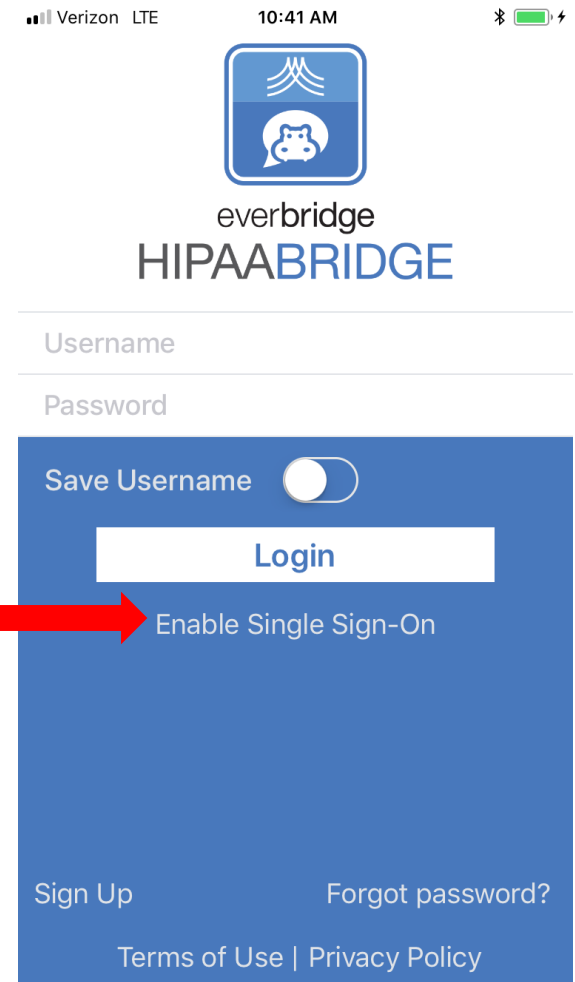 Verizon LTE 10:41 AM
everbridge
HIPAABRIDGE
Username
Password
Save Username
Login
Enable Single Sign-On
Sign Up Forgot password?
Terms of Use | Privacy Policy